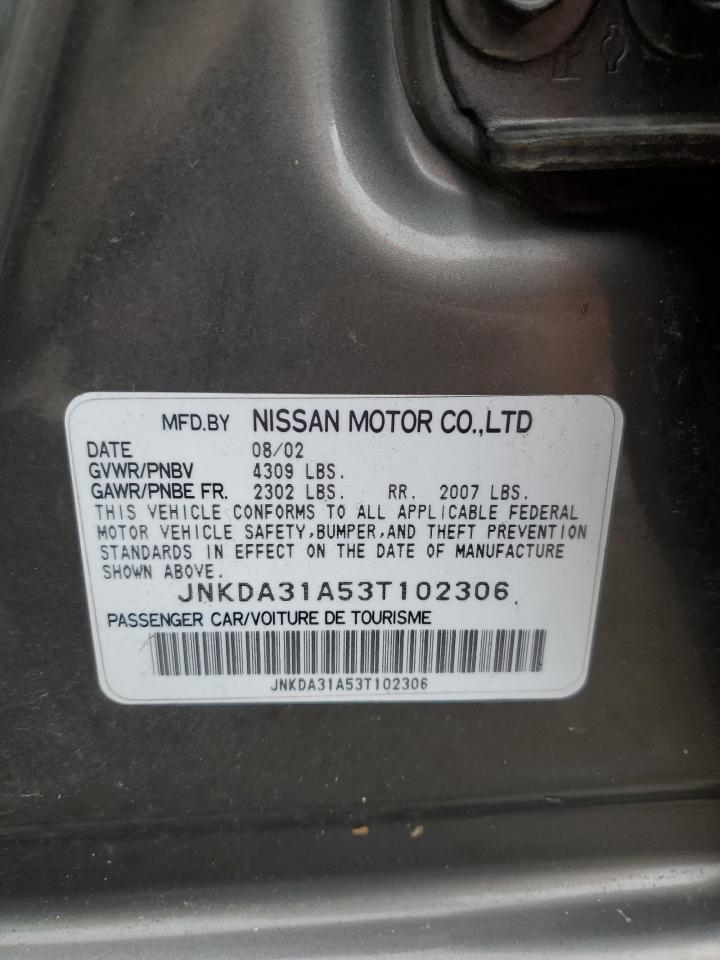 MFD.BY NISSAN MOTOR CO.,LTD
DATE 08/02
GVWR/PNBV 4309 LBS.
GAWR/PNBE FR. 2302 LBS. RR. 2007 LBS.
THIS VEHICLE CONFORMS TO ALL APPLICABLE FEDERAL
MOTOR VEHICLE SAFETY,BUMPER,AND THEFT PREVENTION
STANDARDS IN EFFECT ON THE DATE OF MANUFACTURE
SHOWN ABOVE.
JNKDA31A53T102306
PASSENGER CAR/VOITURE DE TOURISME
JNKDA31A53T102306